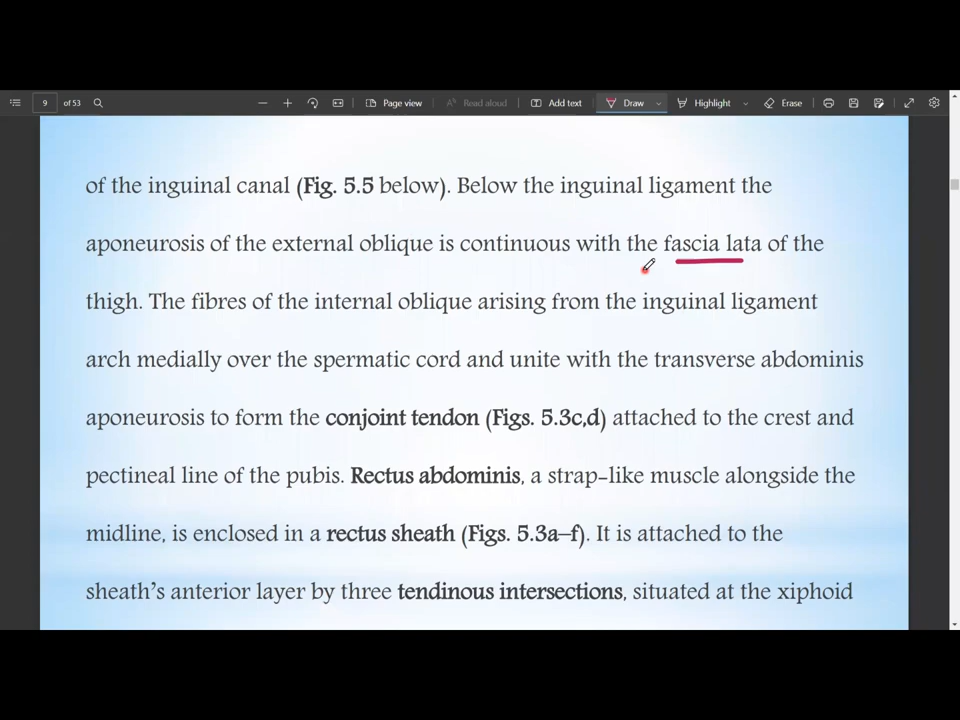 9 of 53 Page view Read aloud Add text Draw Highlight Erase
of the inguinal canal (Fig. 5.5 below). Below the inguinal ligament the
aponeurosis of the external oblique is continuous with the fascia lata of the
thigh. The fibres of the internal oblique arising from the inguinal ligament
arch medially over the spermatic cord and unite with the transverse abdominis
aponeurosis to form the conjoint tendon (Figs. 5.3c,d) attached to the crest and
pectineal line of the pubis. Rectus abdominis, a strap-like muscle alongside the
midline, is enclosed in a rectus sheath (Figs. 5.3a–f). It is attached to the
sheath’s anterior layer by three tendinous intersections, situated at the xiphoid